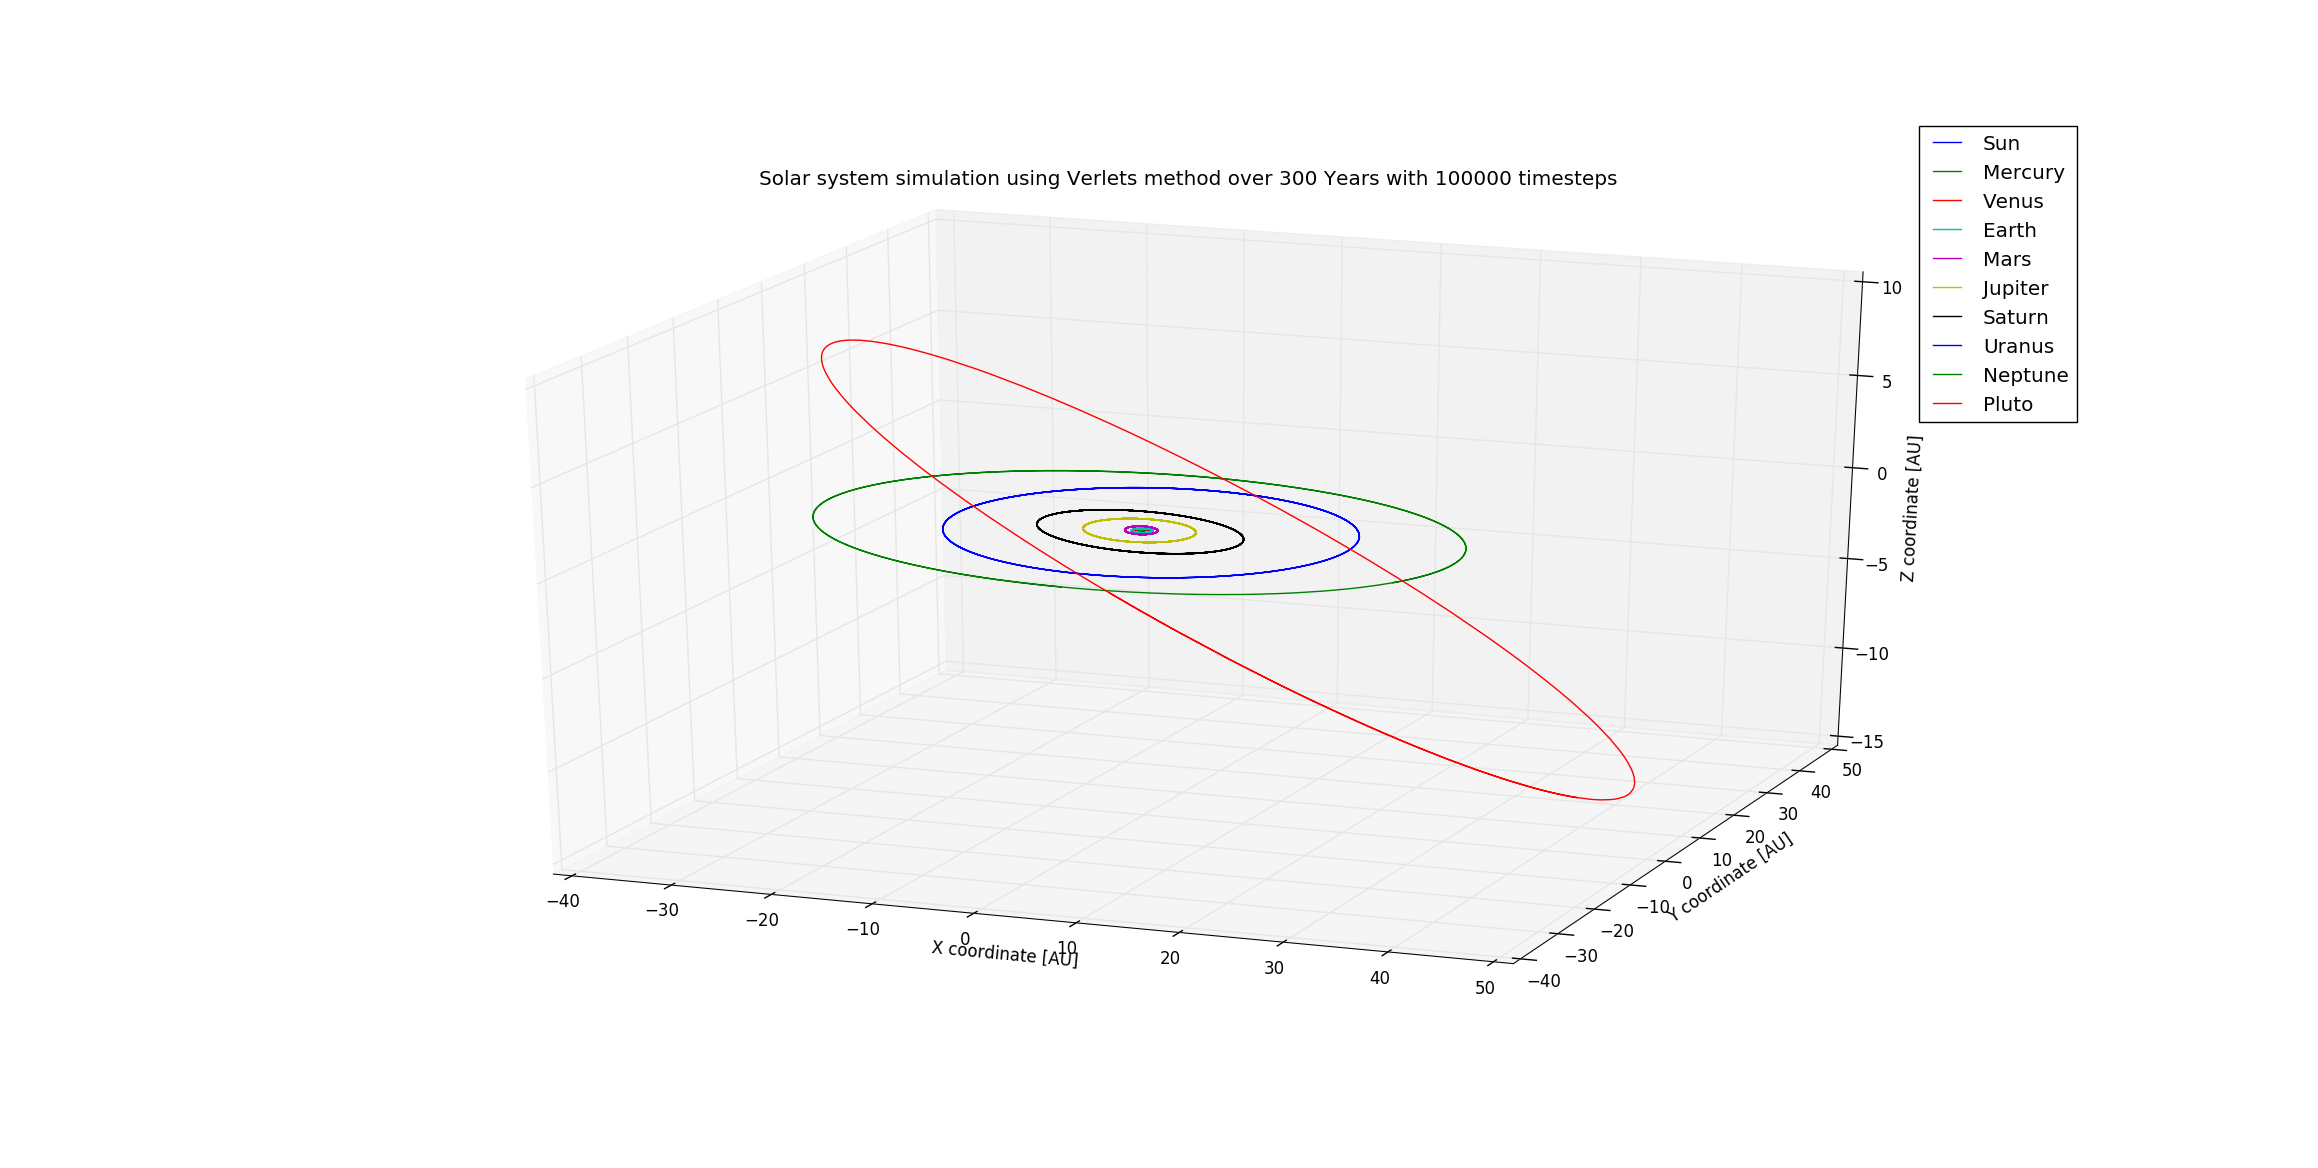 Solar system simulation using Verlets method over 300 Years with 100000 timesteps
Sun
Mercury
Venus
Earth
Mars
Jupiter
Saturn
Uranus
Neptune
Pluto
10
5
0
−5
−10
−15
Z coordinate [AU]
50
40
30
20
10
0
−10
−20
−30
−40
Y coordinate [AU]
−40
−30
−20
−10
0
10
20
30
40
50
X coordinate [AU]